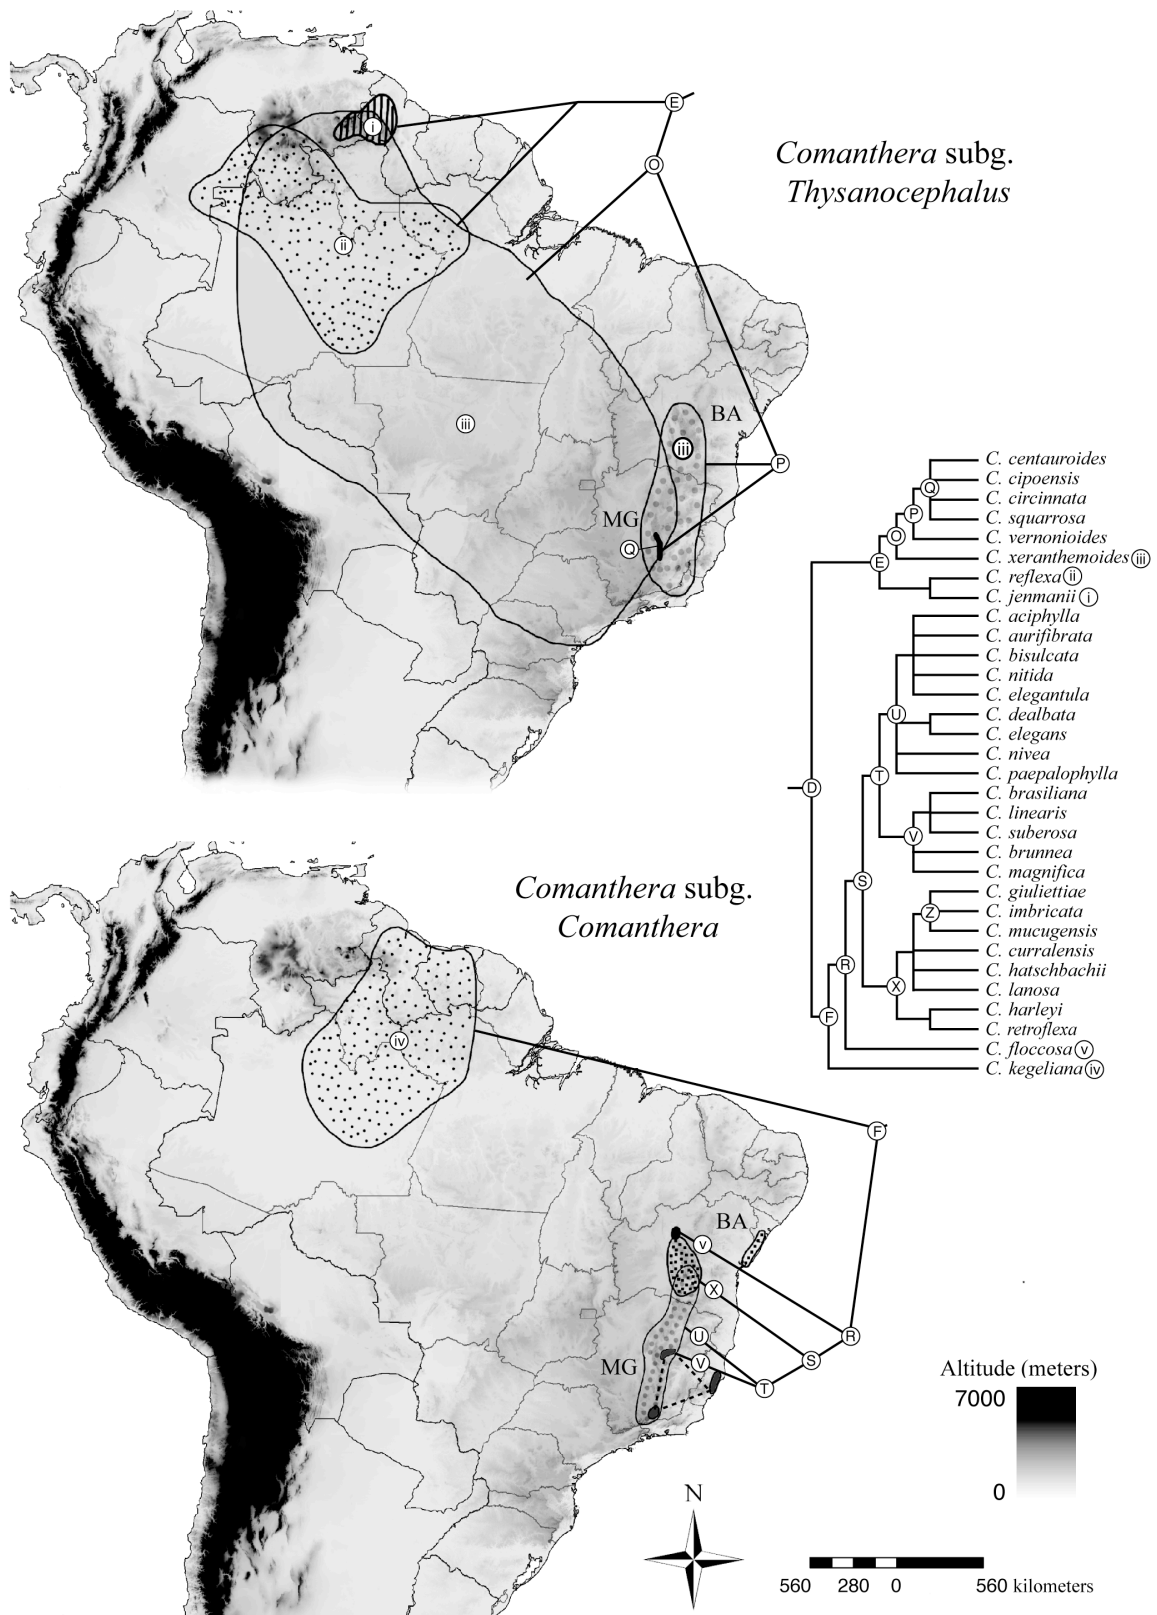 E
i
O
Comanthera subg.
Thysanocephalus
ii
iii
BA
iii
P
MG
Q
C. centauroides
C. cipoensis
Q
C. circinnata
P
C. squarrosa
O
C. vernonioides
E
C. xeranthemoides iii
C. reflexa ii
C. jenmanii i
C. aciphylla
C. aurifibrata
C. bisulcata
C. nitida
C. elegantula
U
C. dealbata
C. elegans
C. nivea
T
C. paepalophylla
D
C. brasiliana
C. linearis
V
C. suberosa
C. brunnea
S
C. magnifica
C. giuliettiae
Z
C. imbricata
C. mucugensis
C. curralensis
R
C. hatschbachii
X
C. lanosa
F
C. harleyi
C. retroflexa
C. floccosa v
C. kegeliana iv
Comanthera subg.
Comanthera
iv
F
BA
v
X
U
R
MG
V
S
T
Altitude (meters)
7000
0
N
560 280 0 560 kilometers